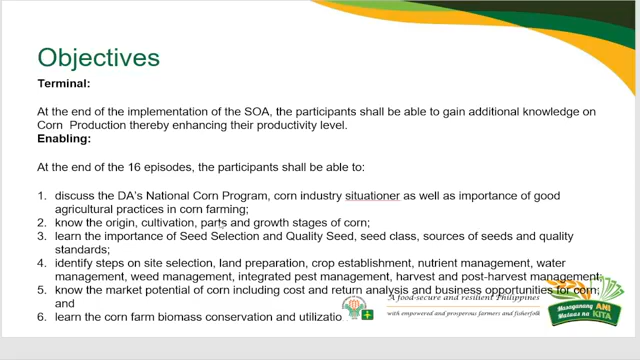 Objectives
Terminal:
At the end of the implementation of the SOA, the participants shall be able to gain additional knowledge on
Corn Production thereby enhancing their productivity level.
Enabling:
At the end of the 16 episodes, the participants shall be able to:
1. discuss the DA's National Corn Program, corn industry situationer as well as importance of good
agricultural practices in corn farming;
2. know the origin, cultivation, parts and growth stages of corn;
3. learn the importance of Seed Selection and Quality Seed, seed class, sources of seeds and quality
standards;
4. identify steps on site selection, land preparation, crop establishment, nutrient management, water
management, weed management, integrated pest management, harvest and post-harvest management
5. know the market potential of corn including cost and return analysis and business opportunities for corn;
and
6. learn the corn farm biomass conservation and utilizatio
A food-secure and resilient Philippines
with empowered and prosperous farmers and fisherfolk
Masaganang ANI
Mataas na KITA